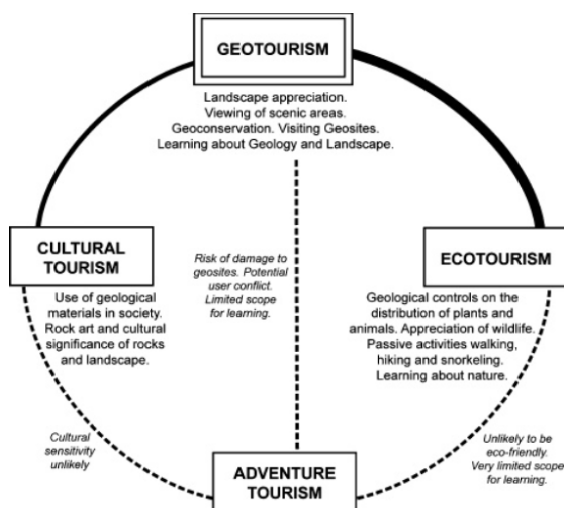 GEOTOURISM
Landscape appreciation.
Viewing of scenic areas.
Geoconservation. Visiting Geosites.
Learning about Geology and Landscape.
CULTURAL
TOURISM
Use of geological
materials in society.
Rock art and cultural
significance of rocks
and landscape.
Risk of damage to
geosites. Potential
user conflict.
Limited scope
for learning.
ECOTOURISM
Geological controls on the
distribution of plants and
animals. Appreciation of wildlife.
Passive activities walking,
hiking and snorkeling.
Learning about nature.
Cultural
sensitivity
unlikely
ADVENTURE
TOURISM
Unlikely to be
eco-friendly.
Very limited scope
for learning.